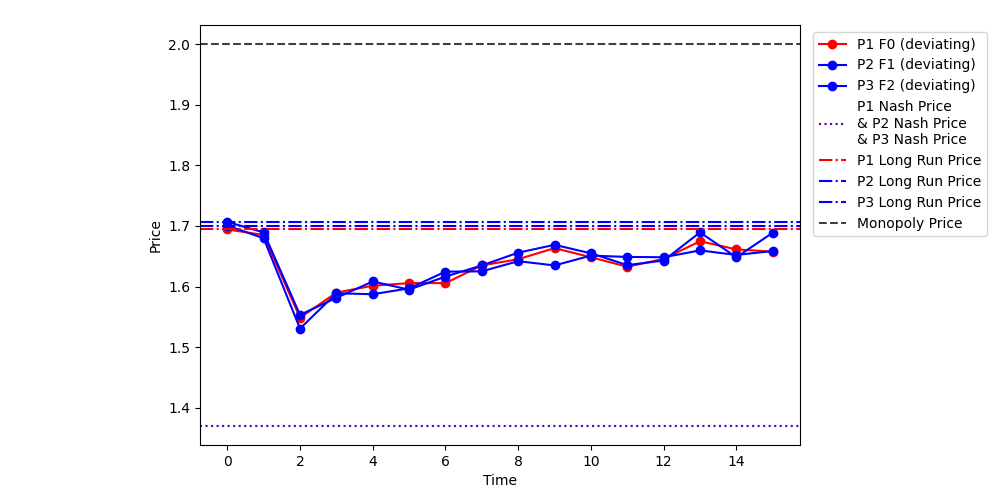 2.0
1.9
1.8
1.7
1.6
1.5
1.4
Price
0
2
4
6
8
10
12
14
Time
P1 F0 (deviating)
P2 F1 (deviating)
P3 F2 (deviating)
P1 Nash Price
& P2 Nash Price
& P3 Nash Price
P1 Long Run Price
P2 Long Run Price
P3 Long Run Price
Monopoly Price